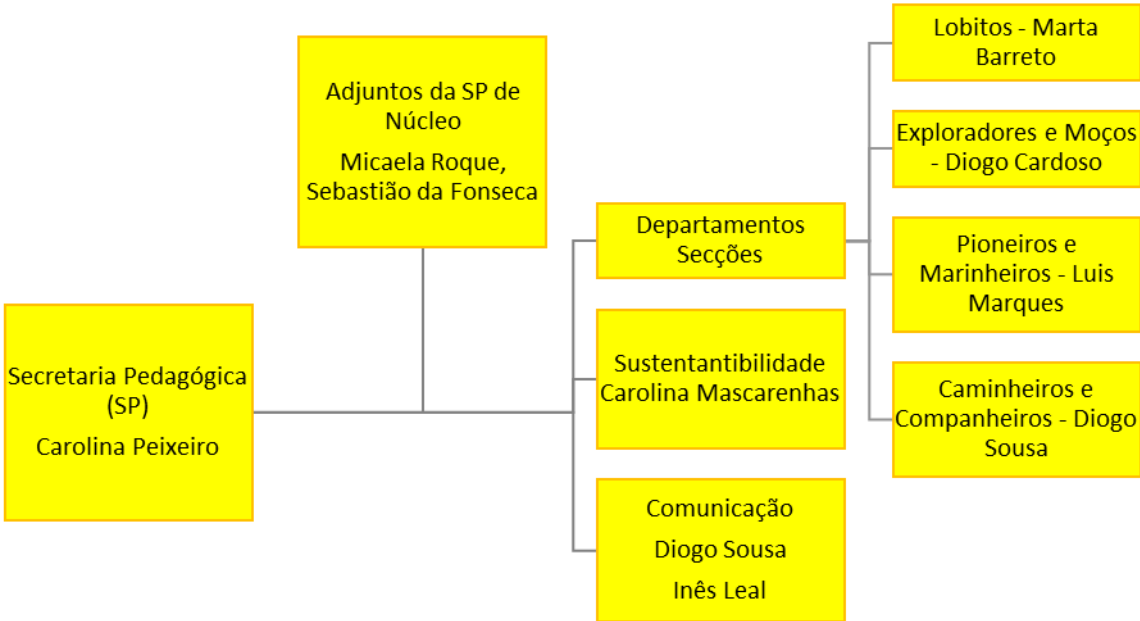 Secretaria Pedagógica
(SP)
Carolina Peixeiro
Adjuntos da SP de
Núcleo
Micaela Roque,
Sebastião da Fonseca
Departamentos
Secções
Sustentantibilidade
Carolina Mascarenhas
Comunicação
Diogo Sousa
Inês Leal
Lobitos - Marta
Barreto
Exploradores e Moços
- Diogo Cardoso
Pioneiros e
Marinheiros - Luis
Marques
Caminheiros e
Companheiros - Diogo
Sousa